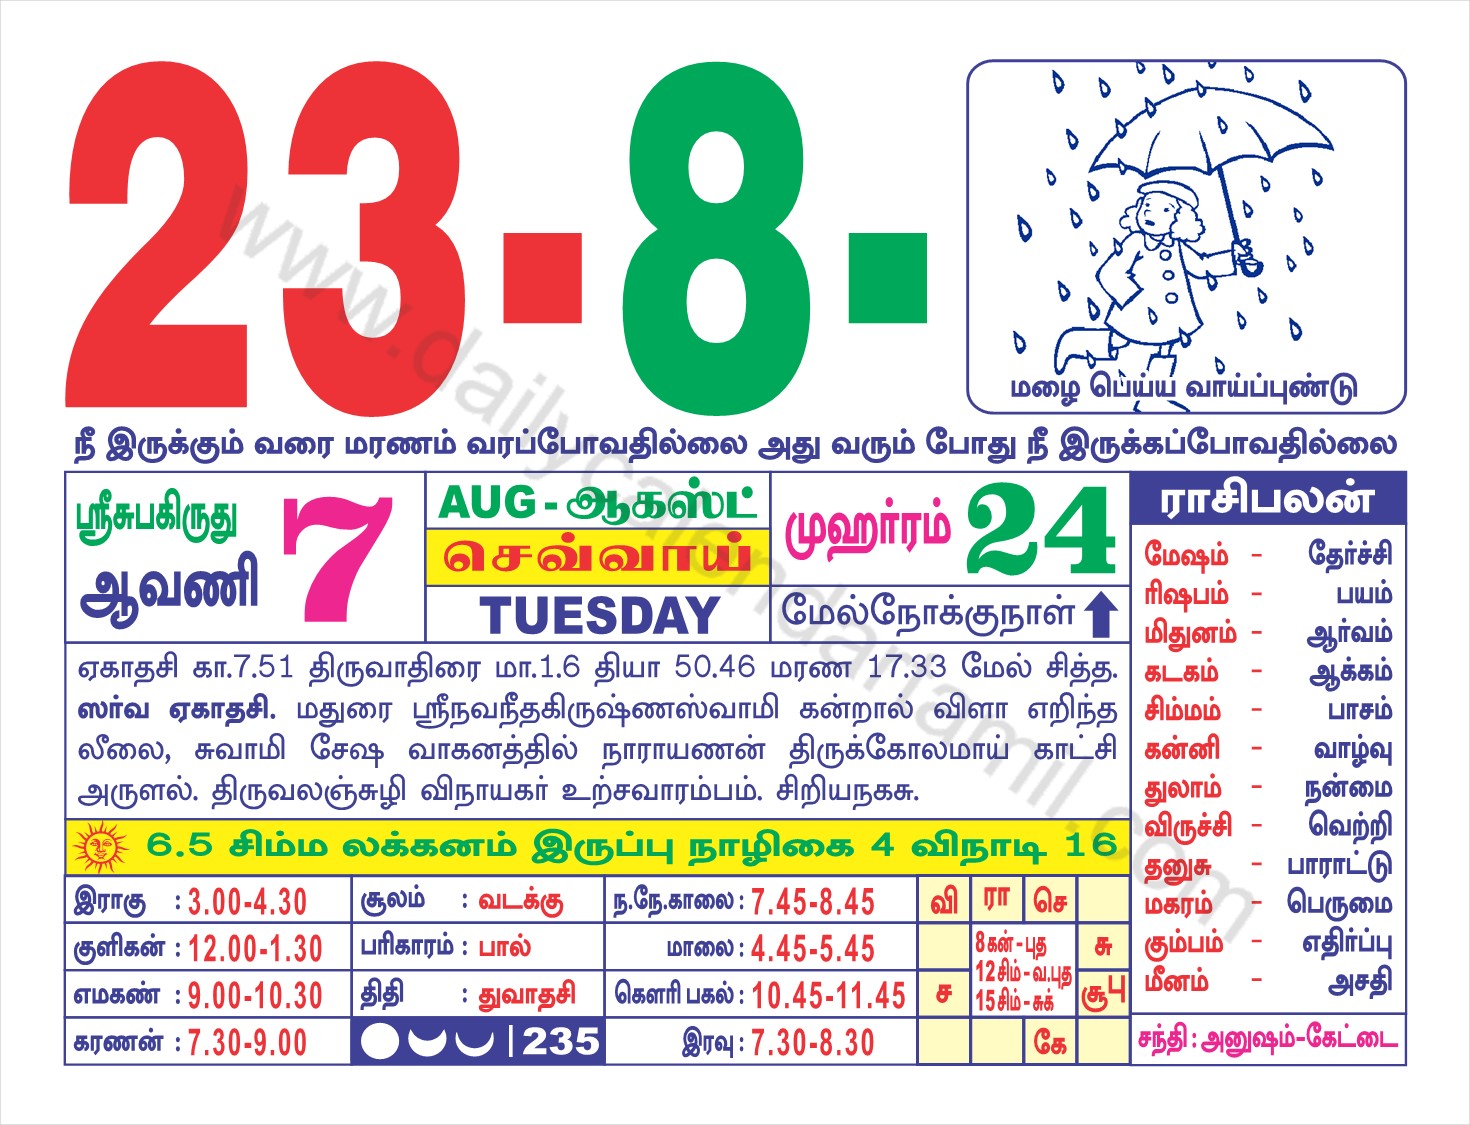 23-8-
மழை பெய்ய வாய்ப்புண்டு
நீ இருக்கும் வரை மரணம் வரப்போவதில்லை அது வரும் போது நீ இருக்கப்போவதில்லை
ஸ்ரீசுபகிருது
ஆவணி 7
AUG - ஆகஸ்ட்
செவ்வாய்
TUESDAY
முஹர்ரம் 24
மேல்நோக்குநாள்
ஏகாதசி கா.7.51 திருவாதிரை மா.1.6 தியா 50.46 மரண 17.33 மேல் சித்த.
ஸர்வ ஏகாதசி. மதுரை ஸ்ரீநவநீதகிருஷ்ணஸ்வாமி கன்றால் விளா எறிந்த
லீலை, சுவாமி சேஷ வாகனத்தில் நாராயணன் திருக்கோலமாய் காட்சி
அருளல். திருவலஞ்சுழி விநாயகர் உற்சவாரம்பம். சிறியநகசு.
6.5 சிம்ம லக்கனம் இருப்பு நாழிகை 4 விநாடி 16
இராகு : 3.00-4.30
குளிகன் : 12.00-1.30
எமகண் : 9.00-10.30
கரணன் : 7.30-9.00
சூலம் : வடக்கு
பரிகாரம் : பால்
திதி : துவாதசி
235
ந.நே.காலை : 7.45-8.45
மாலை : 4.45-5.45
கௌரி பகல் : 10.45-11.45
இரவு : 7.30-8.30
வி ரா செ
8கன் - புத
12சிம் - வ.புத
15சிம் - சுக்
சு
ச
சூபு
கே
ராசிபலன்
மேஷம் - தேர்ச்சி
ரிஷபம் - பயம்
மிதுனம் - ஆர்வம்
கடகம் - ஆக்கம்
சிம்மம் - பாசம்
கன்னி - வாழ்வு
துலாம் - நன்மை
விருச்சி - வெற்றி
தனுசு - பாராட்டு
மகரம் - பெருமை
கும்பம் - எதிர்ப்பு
மீனம் - அசதி
சந்தி : அனுஷம்-கேட்டை
www.dailycalendartamil.com